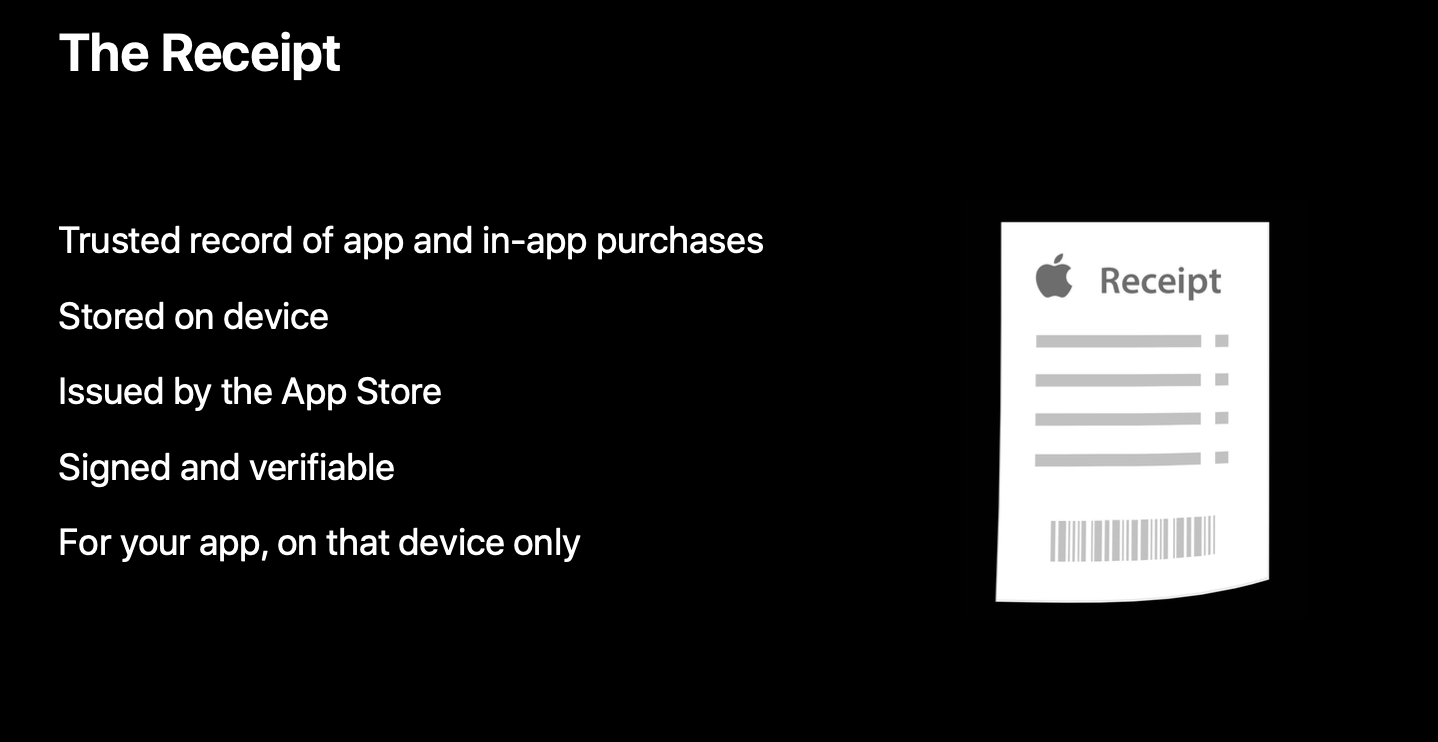 The Receipt
Trusted record of app and in-app purchases
Stored on device
Issued by the App Store
Signed and verifiable
For your app, on that device only
Receipt